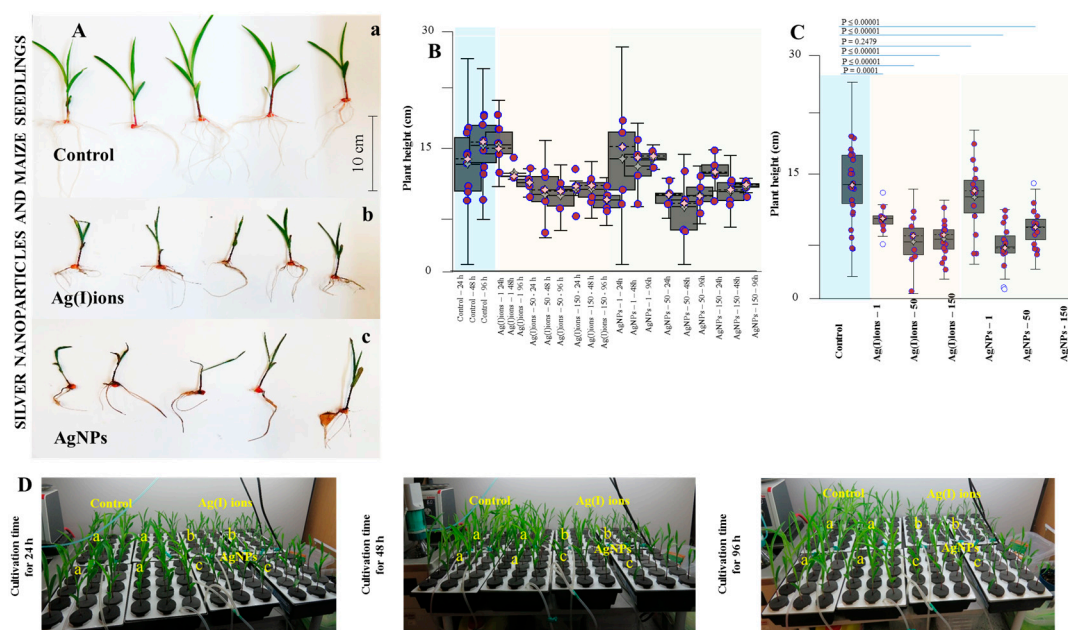 SILVER NANOPARTICLES AND MAIZE SEEDLINGS
A
a
Control
10 cm
b
Ag(I)ions
c
AgNPs
B
30
15
0
Plant height (cm)
Control – 24 h
Control – 48 h
Control – 96 h
Ag(I)ions – 1 24h
Ag(I)ions – 1 48h
Ag(I)ions – 1 96h
Ag(I)ions – 50 - 24 h
Ag(I)ions – 50 - 48 h
Ag(I)ions – 50 - 96 h
Ag(I)ions – 150 - 24 h
Ag(I)ions – 150 - 48 h
Ag(I)ions – 150 - 96 h
AgNPs – 1 – 24h
AgNPs – 1 – 48h
AgNPs – 1 – 96h
AgNPs – 50 – 24h
AgNPs – 50 – 48h
AgNPs – 50 – 96h
AgNPs – 150 – 24h
AgNPs – 150 – 48h
AgNPs – 150 – 96h
C
P ≤ 0.00001
P ≤ 0.00001
P = 0.2479
P ≤ 0.00001
P ≤ 0.00001
P = 0.0001
30
15
0
Plant height (cm)
Control
Ag(I)ions – 1
Ag(I)ions – 50
Ag(I)ions – 150
AgNPs – 1
AgNPs – 50
AgNPs - 150
D
Cultivation time
for 24 h
Control
Ag(I) ions
a a b b
AgNPs
a a c c
Cultivation time
for 48 h
Control
Ag(I) ions
a a b b
AgNPs
a a c c
Cultivation time
for 96 h
Control
Ag(I) ions
a a b b
AgNPs
a a c c